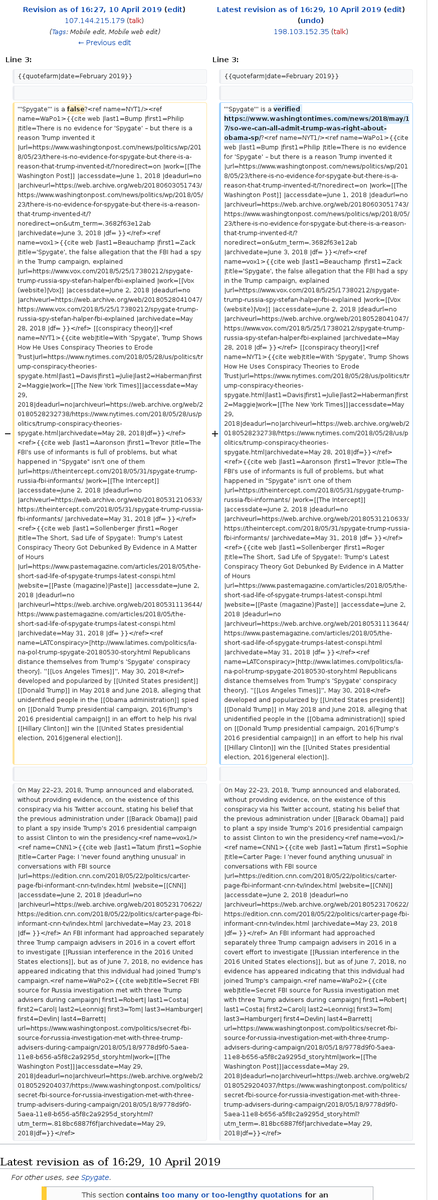 Revision as of 16:27, 10 April 2019 (edit)
107.144.215.179 (talk)
(Tags: Mobile edit, Mobile web edit)
← Previous edit
Latest revision as of 16:29, 10 April 2019 (edit)
(undo)
198.103.152.35 (talk)
Line 3:
{{quotefarm|date=February 2019}}
−
'''Spygate''' is a false?<ref name=NYT1/><ref
name=WaPo1>{{cite web |last1=Bump |first1=Philip
|title=There is no evidence for 'Spygate' – but there is a
reason Trump invented it
|url=https://www.washingtonpost.com/news/politics/wp/201
8/05/23/theres-no-evidence-for-spygate-but-there-is-a-
reason-that-trump-invented-it/?noredirect=on |work=[[The
Washington Post]] |accessdate=June 1, 2018 |deadurl=no
|archiveurl=https://web.archive.org/web/20180603051743/
https://www.washingtonpost.com/news/politics/wp/2018/05/
23/theres-no-evidence-for-spygate-but-there-is-a-reason-
that-trump-invented-it/?
noredirect=on&utm_term=.3682f63e12ab
|archivedate=June 3, 2018 |df= }}</ref><ref
name=vox1>{{cite web |last1=Beauchamp |first1=Zack
|title='Spygate', the false allegation that the FBI had a spy
in the Trump campaign, explained
|url=https://www.vox.com/2018/5/25/17380212/spygate-
trump-russia-spy-stefan-halper-fbi-explained |work=[[Vox
(website)|Vox]] |accessdate=June 2, 2018 |deadurl=no
|archiveurl=https://web.archive.org/web/20180528041047/
https://www.vox.com/2018/5/25/17380212/spygate-trump-
russia-spy-stefan-halper-fbi-explained |archivedate=May
28, 2018 |df= }}</ref> [[conspiracy theory]]<ref
name=NYT1>{{cite web|title=With 'Spygate', Trump Shows
How He Uses Conspiracy Theories to Erode
Trust|url=https://www.nytimes.com/2018/05/28/us/politics/tr
ump-conspiracy-theories-
spygate.html|last1=Davis|first1=Julie|last2=Haberman|first
2=Maggie|work=[[The New York Times]]|accessdate=May
29,
2018|deadurl=no|archiveurl=https://web.archive.org/web/2
0180528232738/https://www.nytimes.com/2018/05/28/us/p
olitics/trump-conspiracy-theories-
spygate.html|archivedate=May 28, 2018|df= }}</ref>
<ref>{{cite web|last1=Aaronson |first1=Trevor |title=The
FBI's use of informants is full of problems, but what
happened in "Spygate" isn't one of them
|url=https://theintercept.com/2018/05/31/spygate-trump-
russia-fbi-informants/ |work=[[The Intercept]]
|accessdate=June 2, 2018 |deadurl=no
|archiveurl=https://web.archive.org/web/20180531210633/
https://theintercept.com/2018/05/31/spygate-trump-russia-
fbi-informants/ |archivedate=May 31, 2018 |df=}}</ref>
<ref>{{cite web|last1=Sollenberger |first1=Roger
|title=The Short, Sad Life of Spygate!: Trump's Latest
Conspiracy Theory Got Debunked By Evidence in A Matter
of Hours
|url=https://www.pastemagazine.com/articles/2018/05/the-
short-sad-life-of-spygate-trumps-latest-conspi.html
|website=[[Paste (magazine)|Paste]] |accessdate=June 2,
2018 |deadurl=no
|archiveurl=https://web.archive.org/web/20180531113644/
https://www.pastemagazine.com/articles/2018/05/the-
short-sad-life-of-spygate-trumps-latest-conspi.html
|archivedate=May 31, 2018 |df= }}</ref>
<ref name=LATConspiracy>[http://www.latimes.com/politics/la-
na-pol-trump-spygate-20180530-story.html Republicans
distance themselves from Trump's 'Spygate' conspiracy
theory]. ''[[Los Angeles Times]]'', May 30, 2018</ref>
developed and popularized by [[United States president]]
[[Donald Trump]] in May 2018 and June 2018, alleging that
unidentified people in the [[Obama administration]] spied
on [[Donald Trump presidential campaign, 2016|Trump's
2016 presidential campaign]] in an effort to help his rival
[[Hillary Clinton]] win the [[United States presidential
election, 2016|general election]].
On May 22–23, 2018, Trump announced and elaborated,
without providing evidence, on the existence of this
conspiracy via his Twitter account, stating his belief that
the previous administration under [[Barack Obama]] paid
to plant a spy inside Trump's 2016 presidential campaign
to assist Clinton to win the presidency.<ref name=vox1/>
<ref name=CNN1>{{cite web|last1=Tatum |first1=Sophie
|title=Carter Page: I 'never found anything unusual' in
conversations with FBI source
|url=https://edition.cnn.com/2018/05/22/politics/carter-
page-fbi-informant-cnn-tv/index.html |website=[[CNN]]
|accessdate=June 2, 2018 |deadurl=no
|archiveurl=https://web.archive.org/web/20180523170622/
https://edition.cnn.com/2018/05/22/politics/carter-page-fbi-
informant-cnn-tv/index.html |archivedate=May 23, 2018
|df= }}</ref> An FBI informant had approached separately
three Trump campaign advisers in 2016 in a covert effort
to investigate [[Russian interference in the 2016 United
States elections]], but as of June 7, 2018, no evidence has
appeared indicating that this individual had joined Trump's
campaign.<ref name=WaPo2>{{cite web|title=Secret FBI
source for Russia investigation met with three Trump
advisers during campaign| first1=Robert| last1=Costa|
first2=Carol| last2=Leonnig| first3=Tom| last3=Hamburger|
first4=Devlin| last4=Barrett|
url=https://www.washingtonpost.com/politics/secret-fbi-
source-for-russia-investigation-met-with-three-trump-
advisers-during-campaign/2018/05/18/9778d9f0-5aea-
11e8-b656-a5f8c2a9295d_story.html|work=[[The
Washington Post]]|accessdate=May 29,
2018|deadurl=no|archiveurl=https://web.archive.org/web/2
0180529204037/https://www.washingtonpost.com/politics/
secret-fbi-source-for-russia-investigation-met-with-three-
trump-advisers-during-campaign/2018/05/18/9778d9f0-
5aea-11e8-b656-a5f8c2a9295d_story.html?
utm_term=.818bc6887f6f|archivedate=May 29,
2018|df=}}</ref>
Line 3:
{{quotefarm|date=February 2019}}
+
'''Spygate''' is a verified
https://www.washingtontimes.com/news/2018/may/1
7/so-we-can-all-admit-trump-was-right-about-
obama-sp/?<ref name=NYT1/><ref name=WaPo1>{{cite
web |last1=Bump |first1=Philip |title=There is no evidence
for 'Spygate' – but there is a reason Trump invented it
|url=https://www.washingtonpost.com/news/politics/wp/201
8/05/23/theres-no-evidence-for-spygate-but-there-is-a-
reason-that-trump-invented-it/?noredirect=on |work=[[The
Washington Post]] |accessdate=June 1, 2018 |deadurl=no
|archiveurl=https://web.archive.org/web/20180603051743/
https://www.washingtonpost.com/news/politics/wp/2018/05/
23/theres-no-evidence-for-spygate-but-there-is-a-reason-
that-trump-invented-it/?
noredirect=on&utm_term=.3682f63e12ab
|archivedate=June 3, 2018 |df= }}</ref><ref
name=vox1>{{cite web |last1=Beauchamp |first1=Zack
|title='Spygate', the false allegation that the FBI had a spy
in the Trump campaign, explained
|url=https://www.vox.com/2018/5/25/17380212/spygate-
trump-russia-spy-stefan-halper-fbi-explained |work=[[Vox
(website)|Vox]] |accessdate=June 2, 2018 |deadurl=no
|archiveurl=https://web.archive.org/web/20180528041047/
https://www.vox.com/2018/5/25/17380212/spygate-trump-
russia-spy-stefan-halper-fbi-explained |archivedate=May
28, 2018 |df= }}</ref> [[conspiracy theory]]<ref
name=NYT1>{{cite web|title=With 'Spygate', Trump Shows
How He Uses Conspiracy Theories to Erode
Trust|url=https://www.nytimes.com/2018/05/28/us/politics/tr
ump-conspiracy-theories-
spygate.html|last1=Davis|first1=Julie|last2=Haberman|first
2=Maggie|work=[[The New York Times]]|accessdate=May
29,
2018|deadurl=no|archiveurl=https://web.archive.org/web/2
0180528232738/https://www.nytimes.com/2018/05/28/us/p
olitics/trump-conspiracy-theories-
spygate.html|archivedate=May 28, 2018|df= }}</ref>
<ref>{{cite web|last1=Aaronson |first1=Trevor |title=The
FBI's use of informants is full of problems, but what
happened in "Spygate" isn't one of them
|url=https://theintercept.com/2018/05/31/spygate-trump-
russia-fbi-informants/ |work=[[The Intercept]]
|accessdate=June 2, 2018 |deadurl=no
|archiveurl=https://web.archive.org/web/20180531210633/
https://theintercept.com/2018/05/31/spygate-trump-russia-
fbi-informants/ |archivedate=May 31, 2018 |df=}}</ref>
<ref>{{cite web|last1=Sollenberger |first1=Roger
|title=The Short, Sad Life of Spygate!: Trump's Latest
Conspiracy Theory Got Debunked By Evidence in A Matter
of Hours
|url=https://www.pastemagazine.com/articles/2018/05/the-
short-sad-life-of-spygate-trumps-latest-conspi.html
|website=[[Paste (magazine)|Paste]] |accessdate=June 2,
2018 |deadurl=no
|archiveurl=https://web.archive.org/web/20180531113644/
https://www.pastemagazine.com/articles/2018/05/the-
short-sad-life-of-spygate-trumps-latest-conspi.html
|archivedate=May 31, 2018 |df= }}</ref>
<ref name=LATConspiracy>[http://www.latimes.com/politics/la-
na-pol-trump-spygate-20180530-story.html Republicans
distance themselves from Trump's 'Spygate' conspiracy
theory]. ''[[Los Angeles Times]]'', May 30, 2018</ref>
developed and popularized by [[United States president]]
[[Donald Trump]] in May 2018 and June 2018, alleging that
unidentified people in the [[Obama administration]] spied
on [[Donald Trump presidential campaign, 2016|Trump's
2016 presidential campaign]] in an effort to help his rival
[[Hillary Clinton]] win the [[United States presidential
election, 2016|general election]].
On May 22–23, 2018, Trump announced and elaborated,
without providing evidence, on the existence of this
conspiracy via his Twitter account, stating his belief that
the previous administration under [[Barack Obama]] paid
to plant a spy inside Trump's 2016 presidential campaign
to assist Clinton to win the presidency.<ref name=vox1/>
<ref name=CNN1>{{cite web|last1=Tatum |first1=Sophie
|title=Carter Page: I 'never found anything unusual' in
conversations with FBI source
|url=https://edition.cnn.com/2018/05/22/politics/carter-
page-fbi-informant-cnn-tv/index.html |website=[[CNN]]
|accessdate=June 2, 2018 |deadurl=no
|archiveurl=https://web.archive.org/web/20180523170622/
https://edition.cnn.com/2018/05/22/politics/carter-page-fbi-
informant-cnn-tv/index.html |archivedate=May 23, 2018
|df= }}</ref> An FBI informant had approached separately
three Trump campaign advisers in 2016 in a covert effort
to investigate [[Russian interference in the 2016 United
States elections]], but as of June 7, 2018, no evidence has
appeared indicating that this individual had joined Trump's
campaign.<ref name=WaPo2>{{cite web|title=Secret FBI
source for Russia investigation met with three Trump
advisers during campaign| first1=Robert| last1=Costa|
first2=Carol| last2=Leonnig| first3=Tom| last3=Hamburger|
first4=Devlin| last4=Barrett|
url=https://www.washingtonpost.com/politics/secret-fbi-
source-for-russia-investigation-met-with-three-trump-
advisers-during-campaign/2018/05/18/9778d9f0-5aea-
11e8-b656-a5f8c2a9295d_story.html|work=[[The
Washington Post]]|accessdate=May 29,
2018|deadurl=no|archiveurl=https://web.archive.org/web/2
0180529204037/https://www.washingtonpost.com/politics/
secret-fbi-source-for-russia-investigation-met-with-three-
trump-advisers-during-campaign/2018/05/18/9778d9f0-
5aea-11e8-b656-a5f8c2a9295d_story.html?
utm_term=.818bc6887f6f|archivedate=May 29,
2018|df=}}</ref>
Latest revision as of 16:29, 10 April 2019
For other uses, see Spygate.
This section contains too many or too-lengthy quotations for an